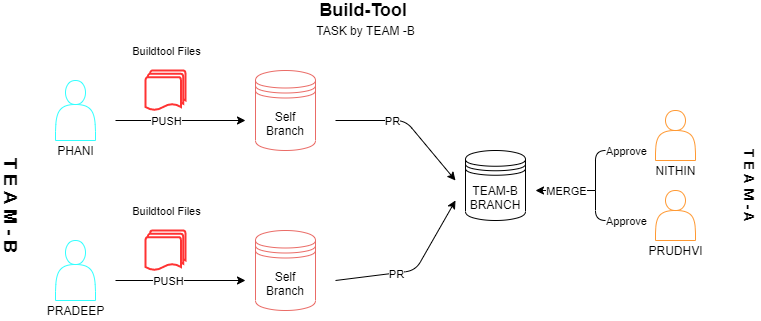 Build-Tool
TASK by TEAM -B
Buildtool Files
PUSH
PHANI
Self
Branch
PR
Buildtool Files
PUSH
PRADEEP
Self
Branch
PR
TEAM-B
BRANCH
MERGE
Approve
NITHIN
Approve
PRUDHVI
TEAM-B
TEAM-A